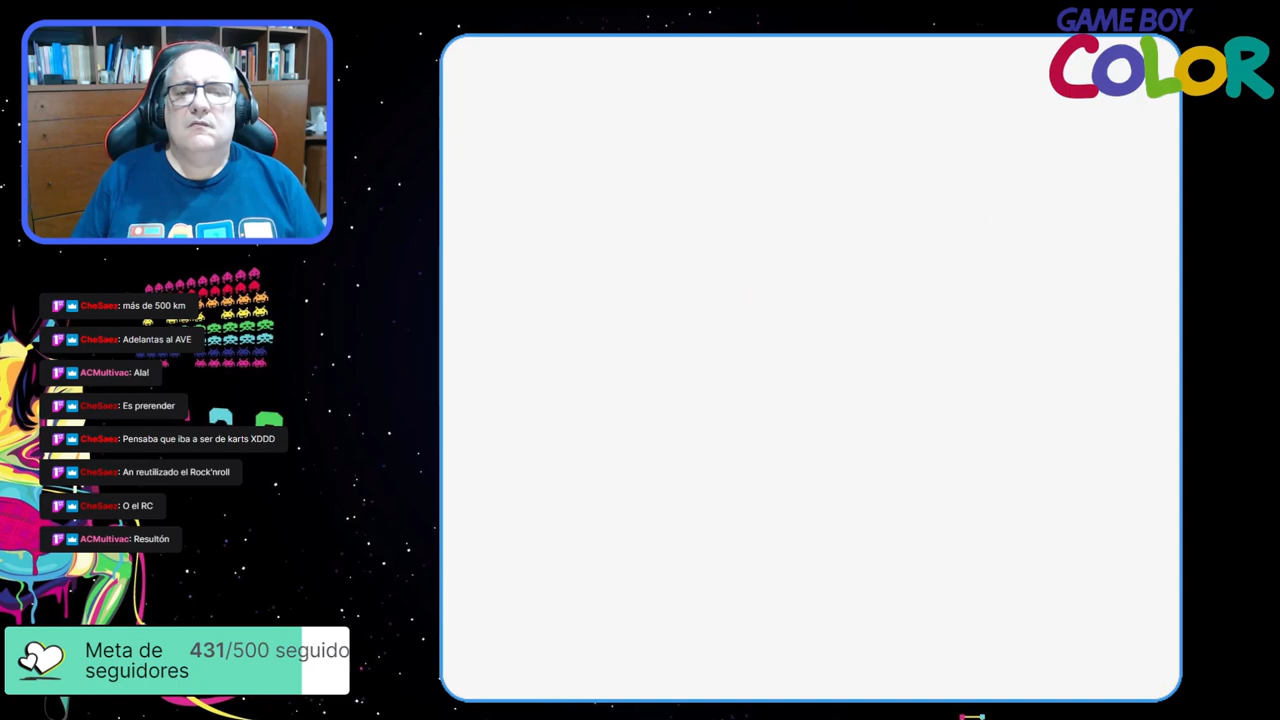 GAME BOY
COLOR
CheSaez: más de 500 km
CheSaez: Adelantas al AVE
ACMultivac: Ala!
CheSaez: Es prerender
CheSaez: Pensaba que iba a ser de karts XDDD
CheSaez: An reutilizado el Rock'nroll
CheSaez: O el RC
ACMultivac: Resultón
Meta de
seguidores
431/500 seguido